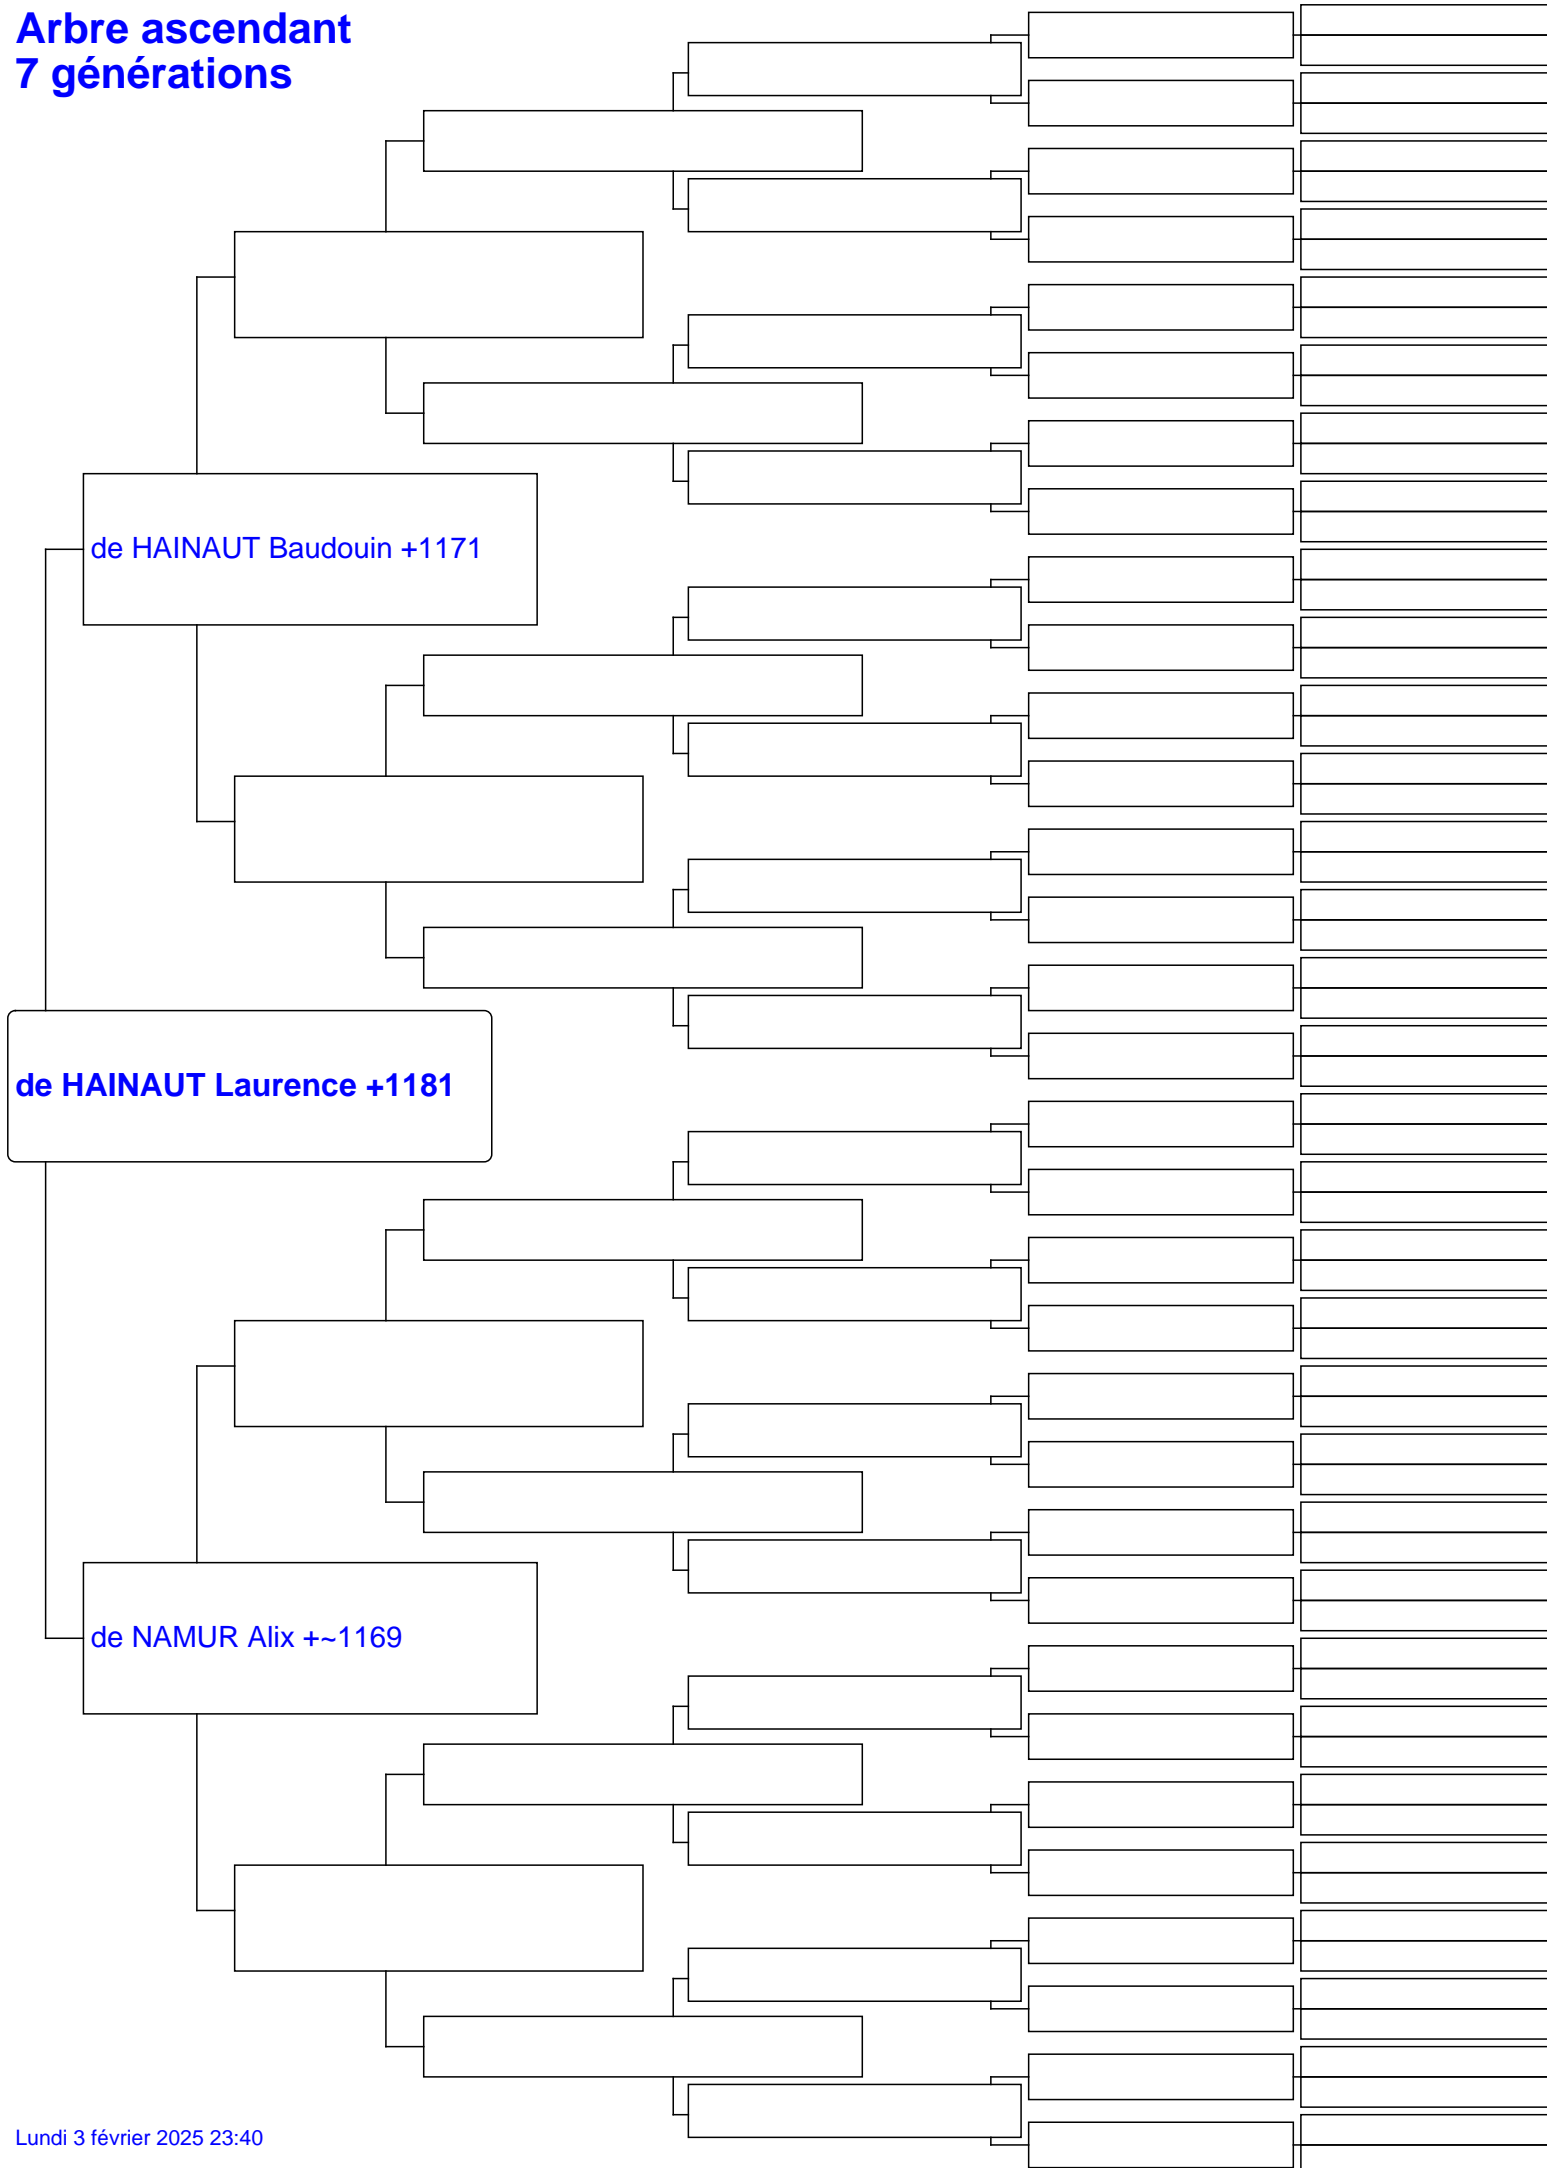 Arbre ascendant
7 générations
de HAINAUT Baudouin +1171
de HAINAUT Laurence +1181
de NAMUR Alix +~1169
Lundi 3 février 2025 23:40